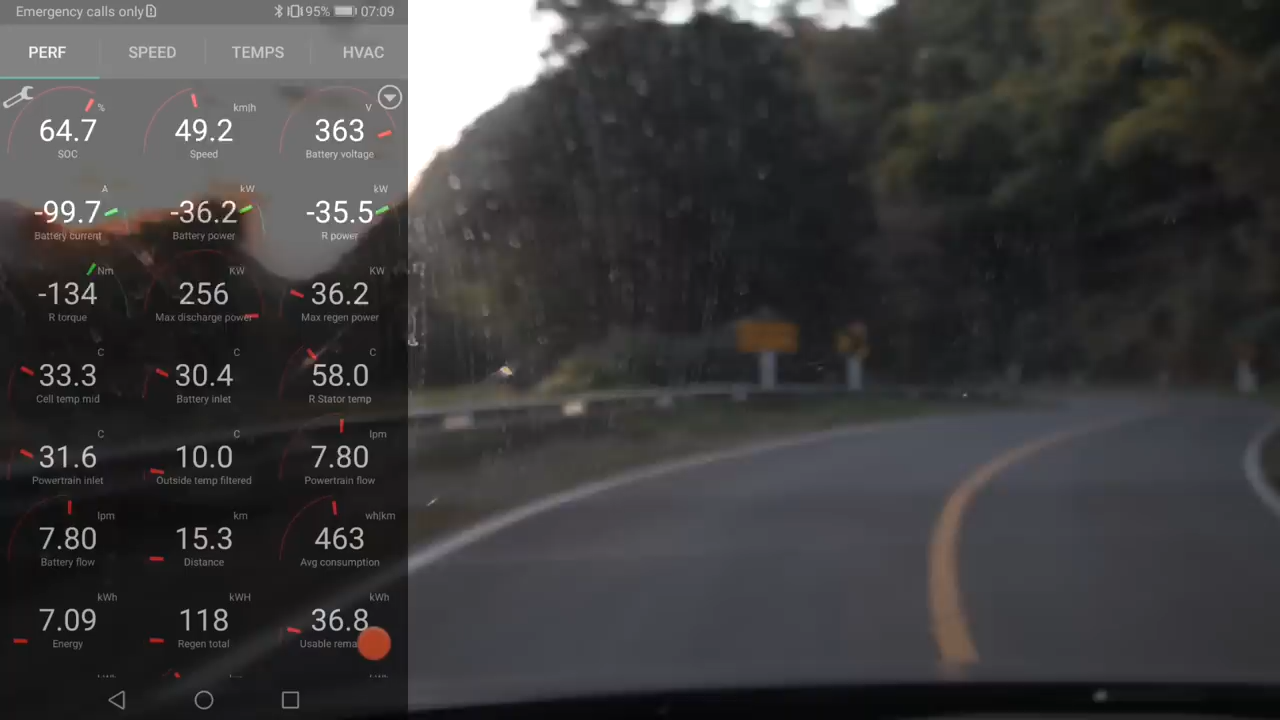 Emergency calls only 95% 07:09
PERF SPEED TEMPS HVAC
% km|h V
64.7 49.2 363
SOC Speed Battery voltage
A kW kW
-99.7 -36.2 -35.5
Battery current Battery power R power
Nm KW KW
-134 256 36.2
R torque Max discharge power Max regen power
C C C
33.3 30.4 58.0
Cell temp mid Battery inlet R Stator temp
C C lpm
31.6 10.0 7.80
Powertrain inlet Outside temp filtered Powertrain flow
lpm km wh|km
7.80 15.3 463
Battery flow Distance Avg consumption
kWh kWH kWh
7.09 118 36.8
Energy Regen total Usable